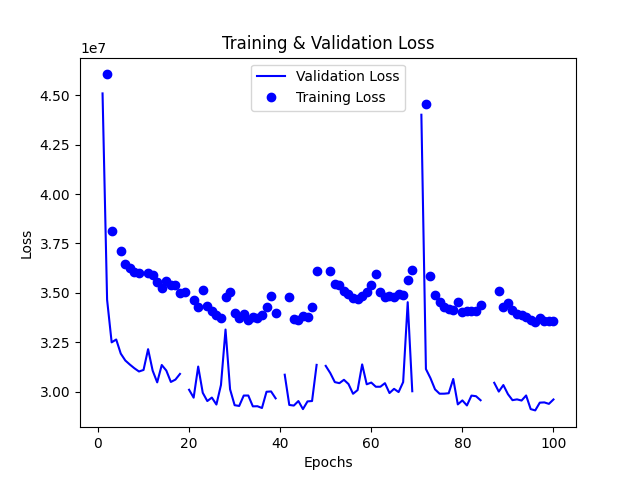 Training & Validation Loss
1e7
Validation Loss
Training Loss
4.50
4.25
4.00
3.75
3.50
3.25
3.00
Loss
0 20 40 60 80 100
Epochs